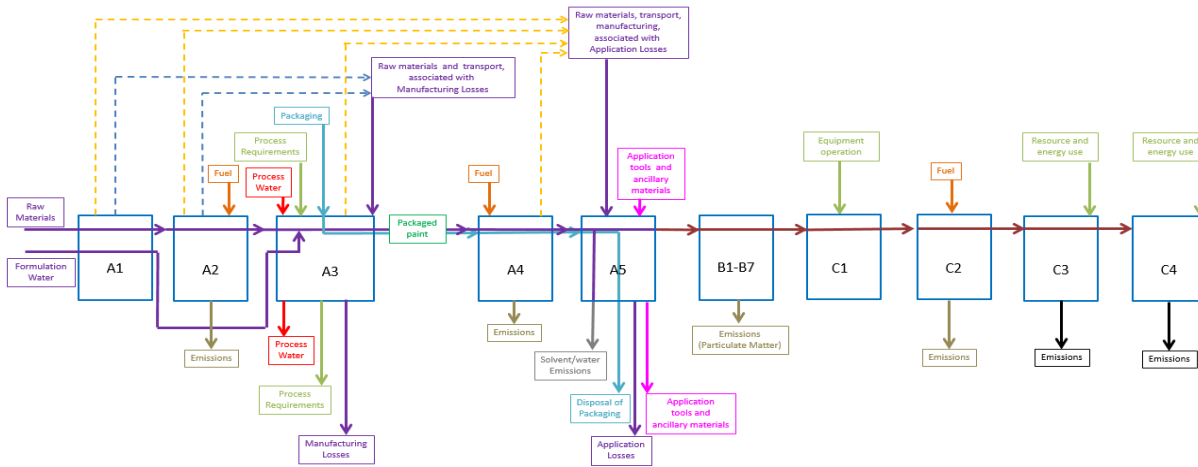 Raw materials, transport,
manufacturing,
associated with
Application Losses
Raw materials and transport,
associated with
Manufacturing Losses
Packaging
Process
Requirements
Equipment
operation
Resource and
energy use
Resource and
energy use
Application
tools and
ancillary
materials
Fuel
Process
Water
Fuel
Fuel
Raw
Materials
Packaged
paint
Formulation
Water
A1
A2
A3
A4
A5
B1-B7
C1
C2
C3
C4
Emissions
Process
Water
Emissions
Solvent/water
Emissions
Emissions
(Particulate Matter)
Emissions
Emissions
Emissions
Process
Requirements
Disposal of
Packaging
Application
tools and
ancillary materials
Manufacturing
Losses
Application
Losses